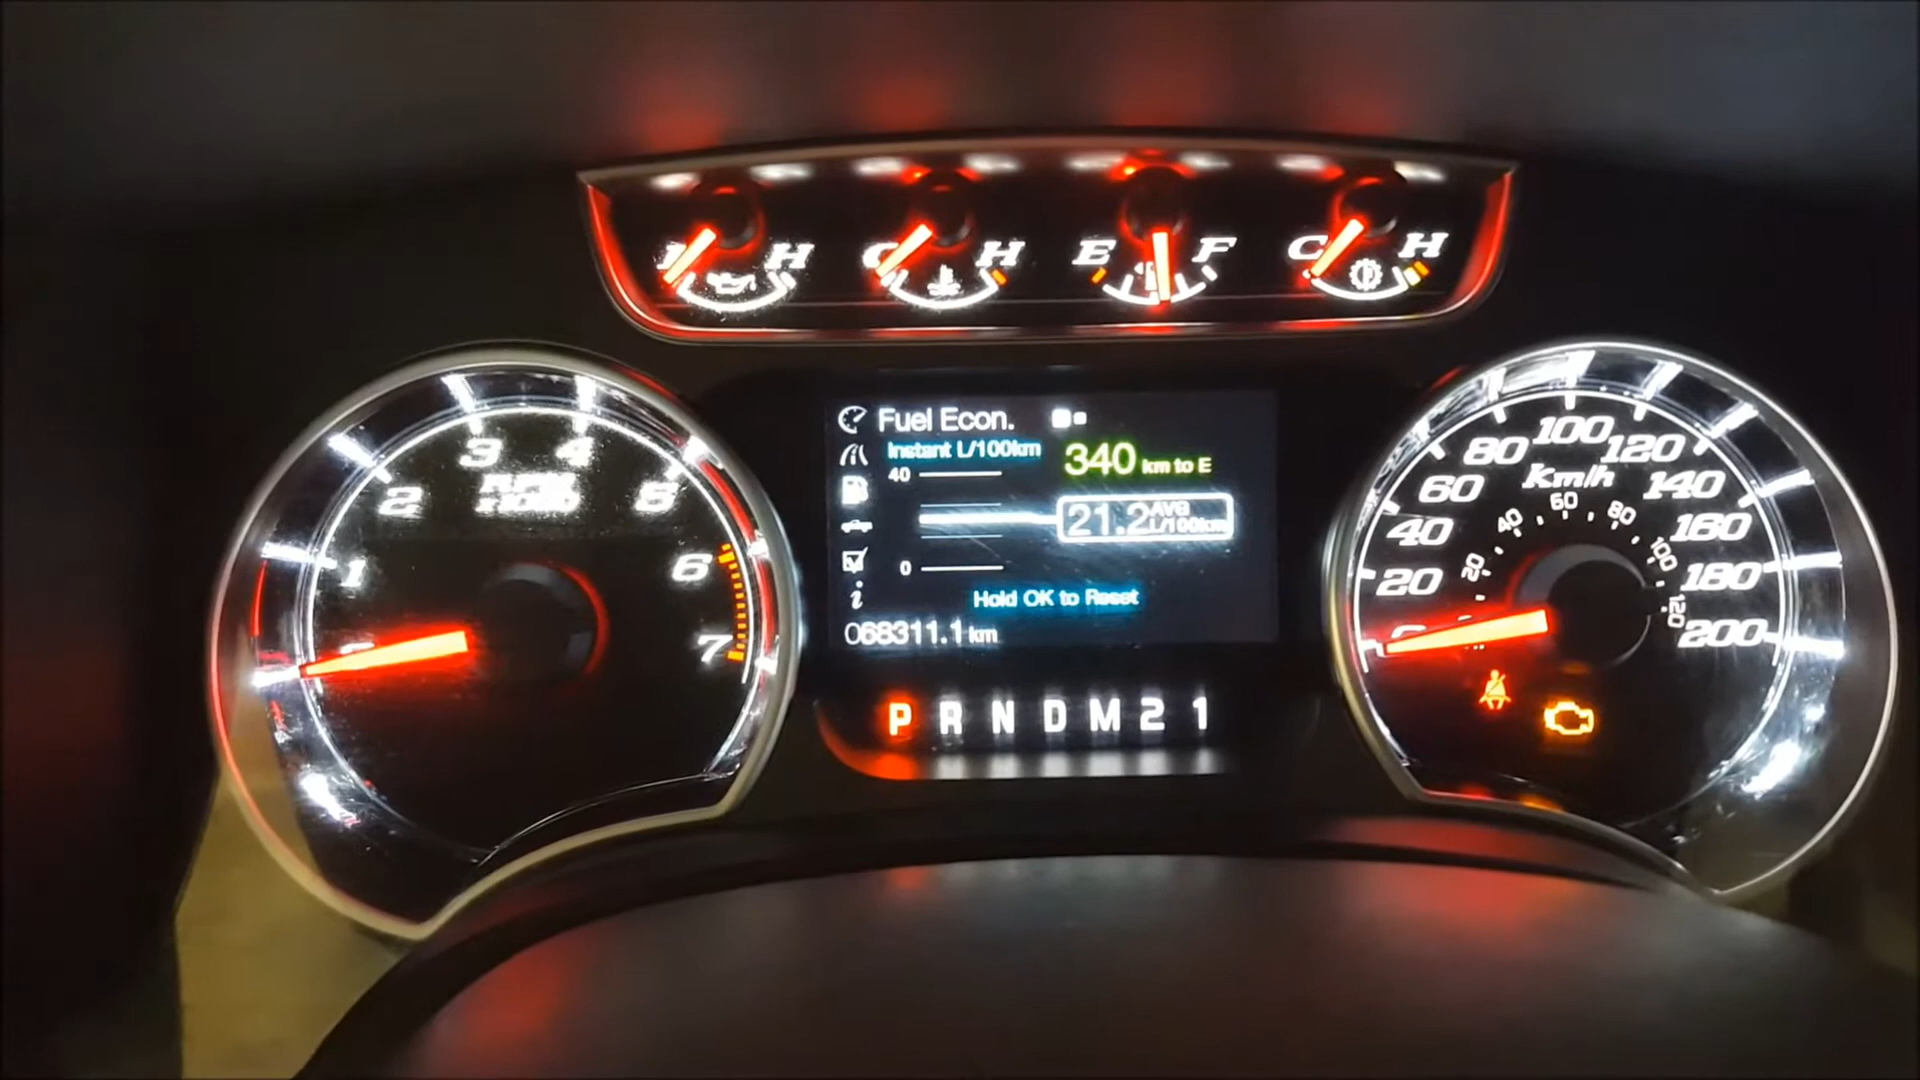 H
H
E F
C H
1 2 3 4 5 6 7
Fuel Econ.
Instant L/100km
340 km to E
40
21.2 AVG L/100km
0
Hold OK to Reset
068311.1 km
P R N D M 2 1
20 40 60 80 100 120 140 160 180 200
Km/h
20 40 60 80 100 120